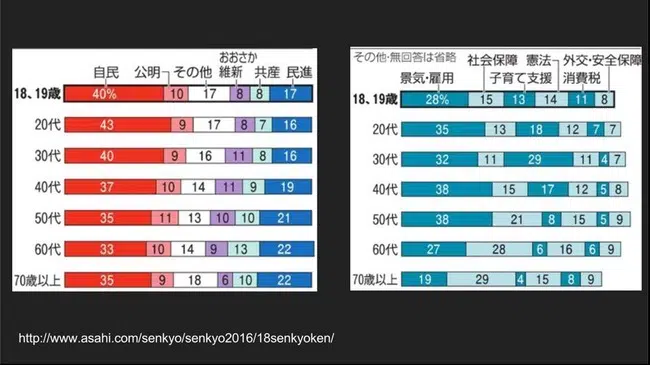 おおさか
自民 公明 その他 維新 共産 民進
18、19歳 40% 10 17 8 8 17
20代 43 9 18 8 7 16
30代 40 9 16 11 8 16
40代 37 10 14 11 9 19
50代 35 11 13 10 10 21
60代 33 10 14 9 13 22
70歳以上 35 9 18 6 10 22
その他・無回答は省略
社会保障 憲法 外交・安全保障
景気・雇用 子育て支援 消費税
18、19歳 28% 15 13 14 11 8
20代 35 13 18 12 7 7
30代 32 11 29 11 4 7
40代 38 15 17 12 5 8
50代 38 21 8 15 5 9
60代 27 28 6 16 6 9
70歳以上 19 29 4 15 8 9
http://www.asahi.com/senkyo/senkyo2016/18senkyoken/